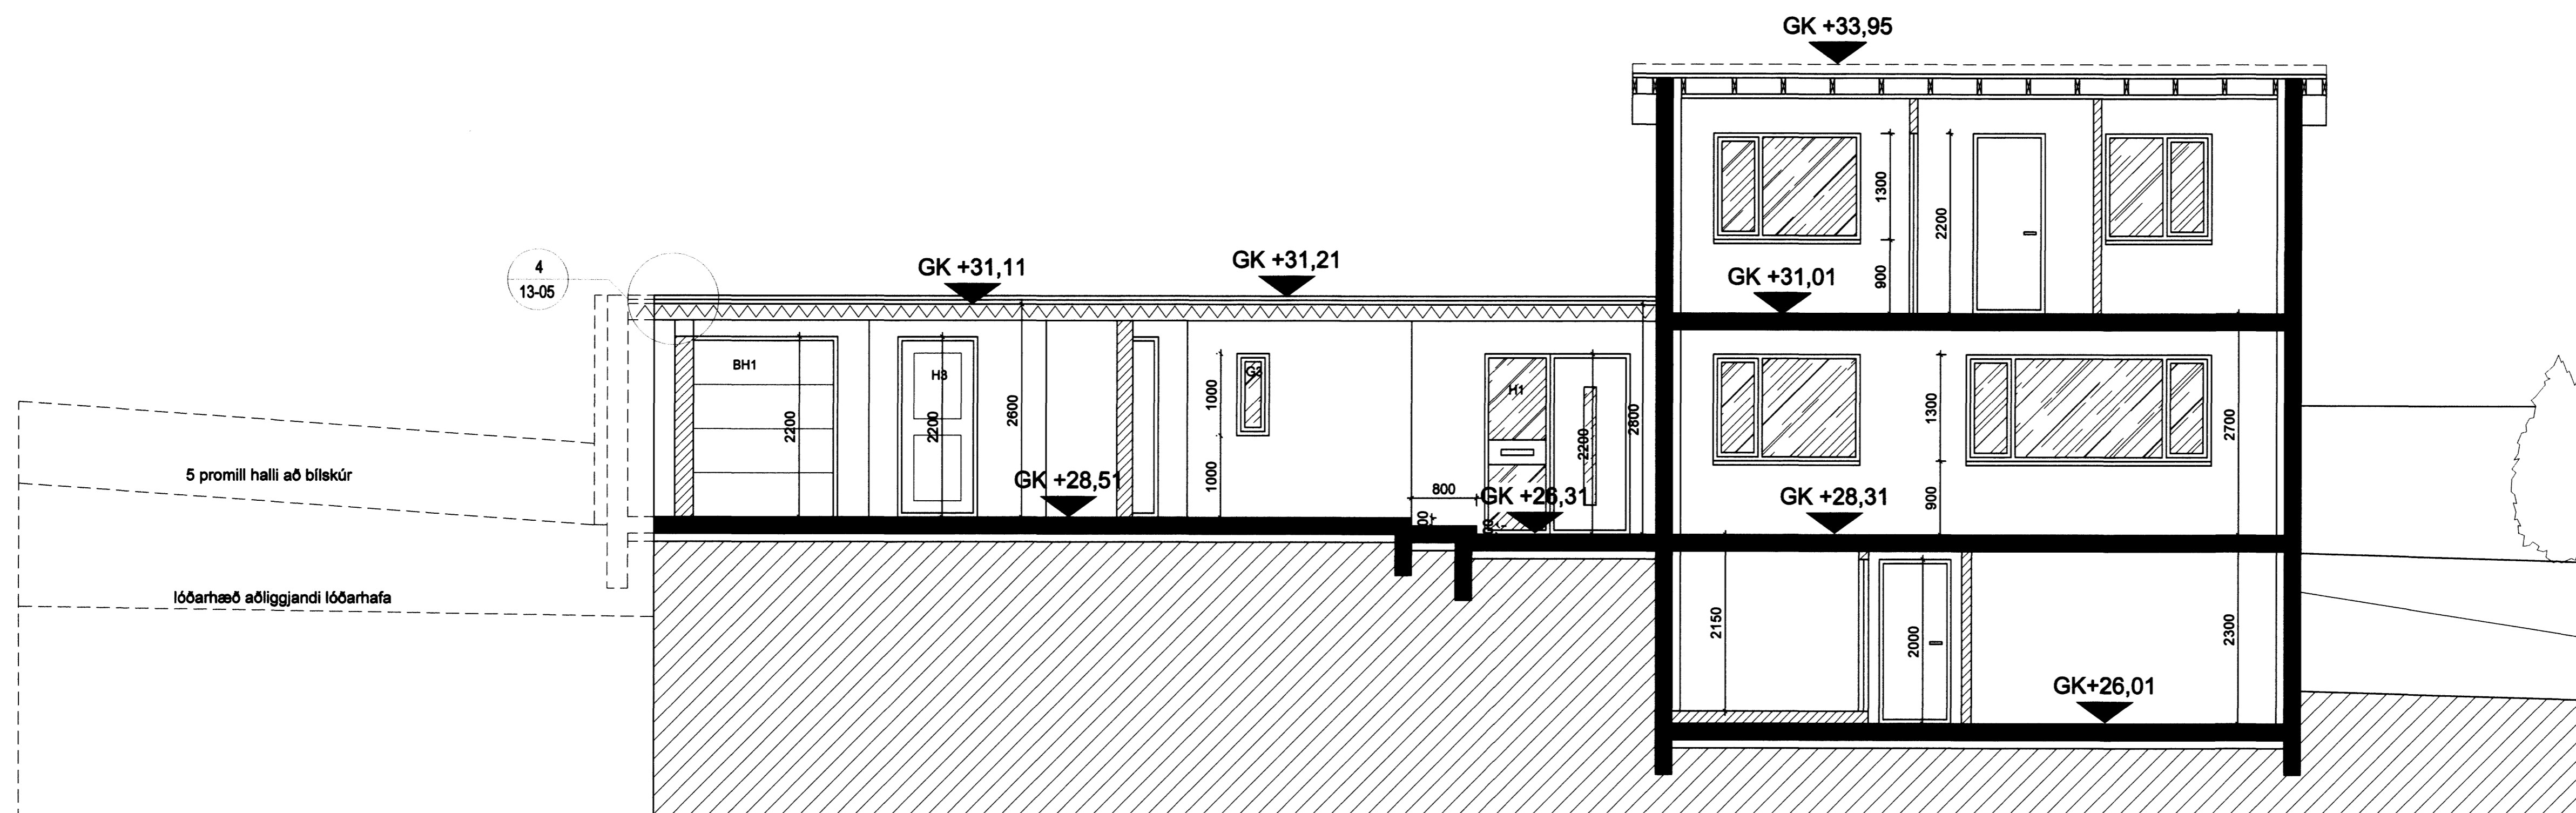 GK +33,95
1300
2200
900
GK +31,01
GK +31,11
GK +31,21
4
13-05
BH1
2200
H3
2200
2600
1000
G3
1000
H1
2200
2800
1300
900
2700
800
GK +28,51
GK +26,31
GK +28,31
5 promill halli að bílskúr
lóðarhæð aðliggjandi lóðarhafa
2150
2000
2300
GK+26,01